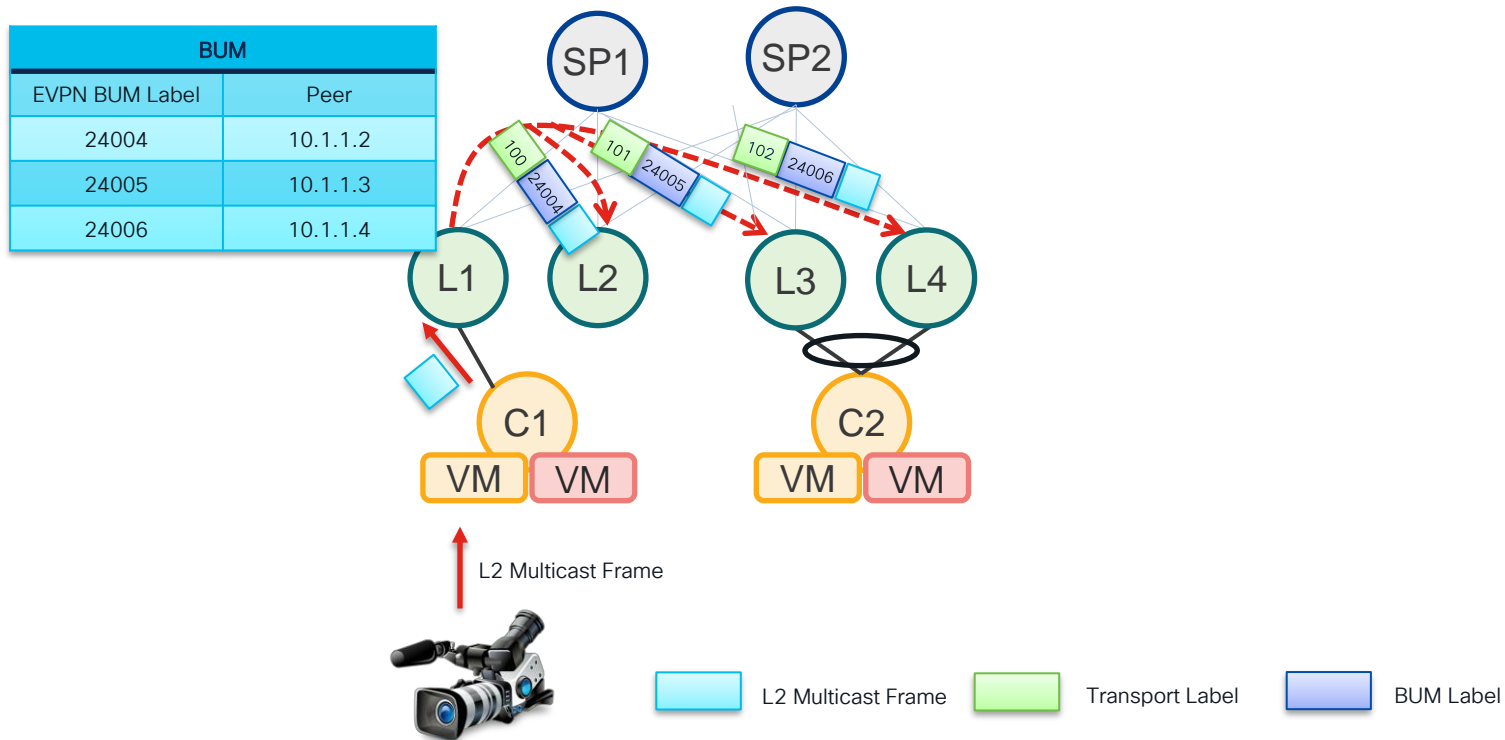 BUM
EVPN BUM Label Peer
24004 10.1.1.2
24005 10.1.1.3
24006 10.1.1.4
SP1 SP2
100 24004
101 24005
102 24006
L1 L2 L3 L4
C1 C2
VM VM VM VM
L2 Multicast Frame
L2 Multicast Frame Transport Label BUM Label